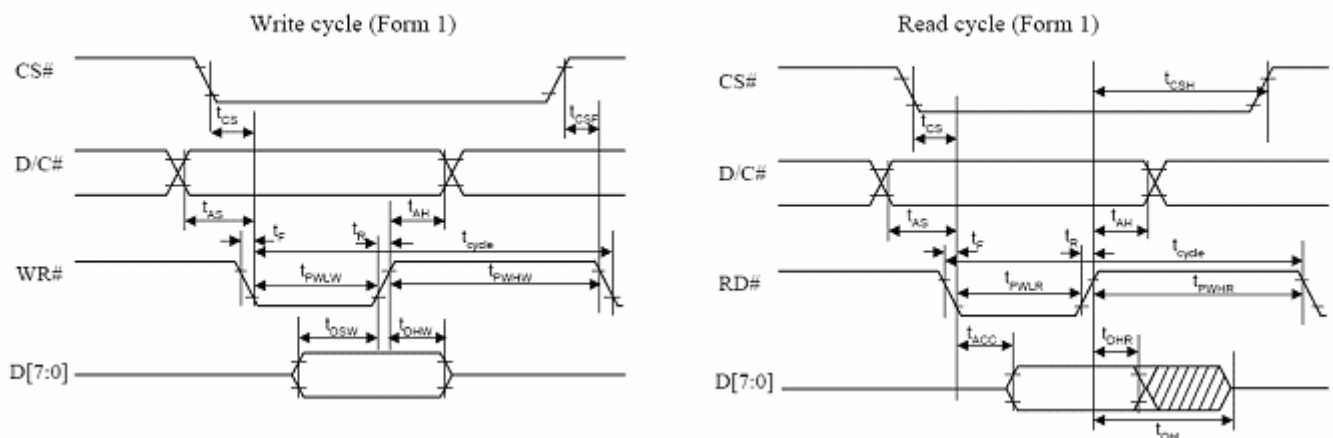 Write cycle (Form 1)
CS#
tCS
tCSF
D/C#
tAS
tAH
tF
tR
tcycle
WR#
tPWLW
tPWHW
tDSW
tDHW
D[7:0]
Read cycle (Form 1)
CS#
tCSH
tCS
D/C#
tAS
tAH
tF
tR
tcycle
RD#
tPWLR
tPWHR
tACC
tDHR
D[7:0]
tOH